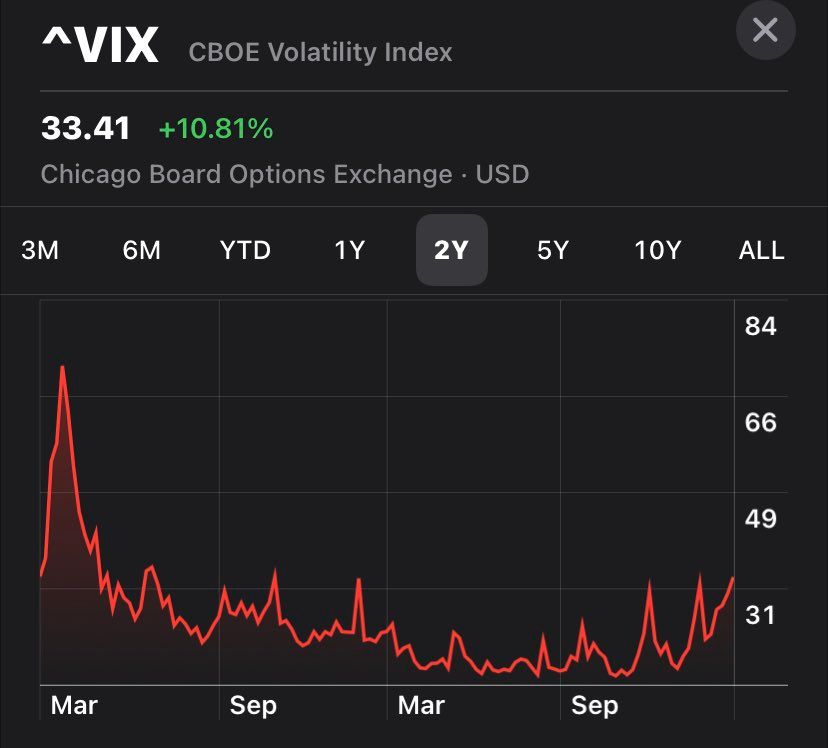 ^VIX CBOE Volatility Index
33.41 +10.81%
Chicago Board Options Exchange · USD
3M 6M YTD 1Y 2Y 5Y 10Y ALL
84
66
49
31
Mar Sep Mar Sep